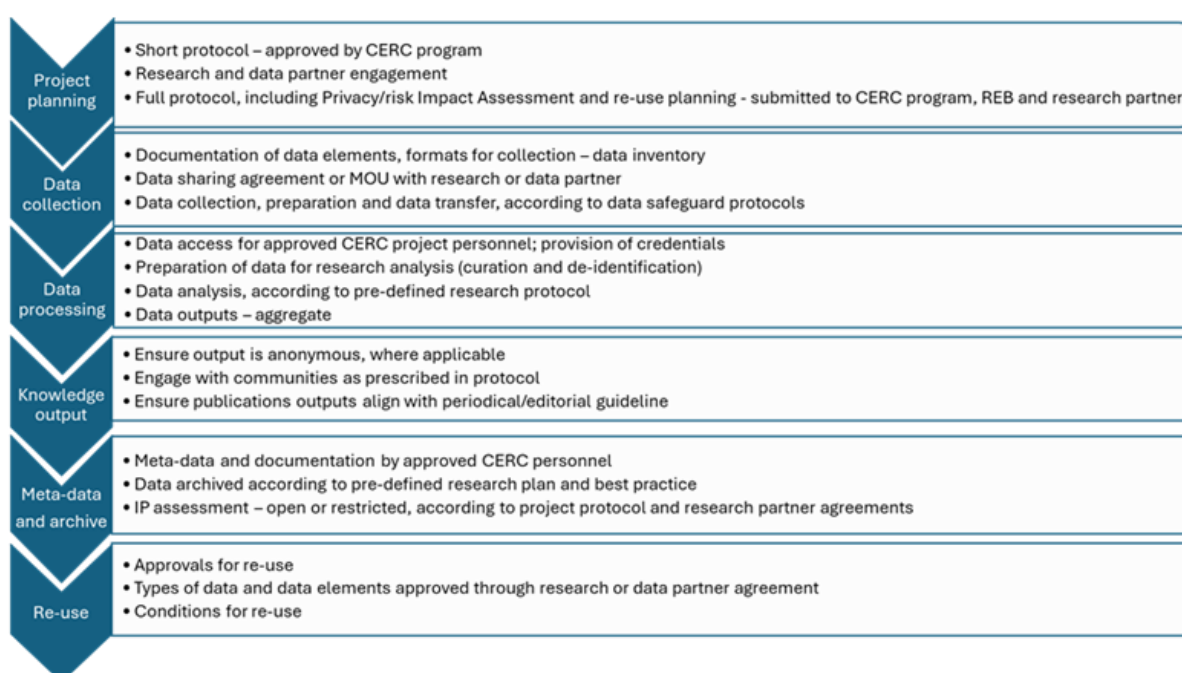 Project
planning
• Short protocol – approved by CERC program
• Research and data partner engagement
• Full protocol, including Privacy/risk Impact Assessment and re-use planning - submitted to CERC program, REB and research partner
Data
collection
• Documentation of data elements, formats for collection – data inventory
• Data sharing agreement or MOU with research or data partner
• Data collection, preparation and data transfer, according to data safeguard protocols
Data
processing
• Data access for approved CERC project personnel; provision of credentials
• Preparation of data for research analysis (curation and de-identification)
• Data analysis, according to pre-defined research protocol
• Data outputs – aggregate
Knowledge
output
• Ensure output is anonymous, where applicable
• Engage with communities as prescribed in protocol
• Ensure publications outputs align with periodical/editorial guideline
Meta-data
and archive
• Meta-data and documentation by approved CERC personnel
• Data archived according to pre-defined research plan and best practice
• IP assessment – open or restricted, according to project protocol and research partner agreements
Re-use
• Approvals for re-use
• Types of data and data elements approved through research or data partner agreement
• Conditions for re-use